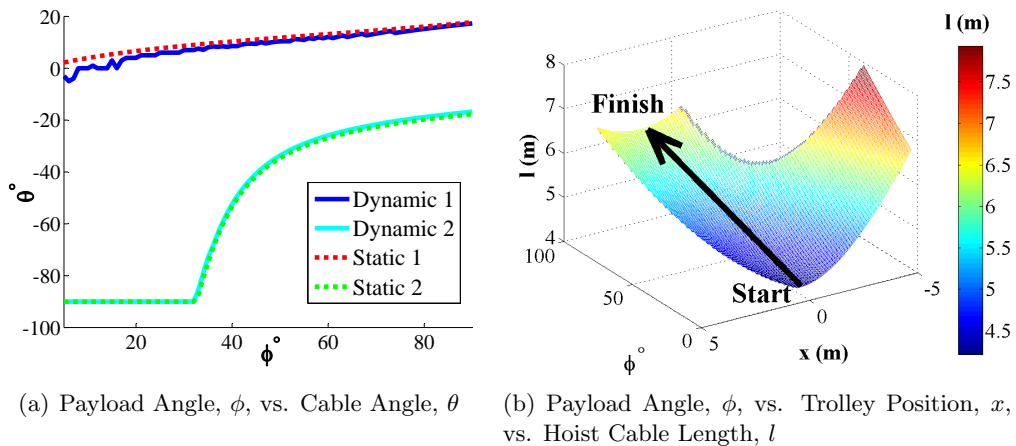 20
0
-20
-40
-60
-80
-100
θ°
20
40
60
80
ϕ°
Dynamic 1
Dynamic 2
Static 1
Static 2
(a) Payload Angle, ϕ, vs. Cable Angle, θ
l (m)
8
7
6
5
4
l (m)
Finish
Start
100
50
0
ϕ°
5
0
-5
x (m)
7.5
7
6.5
6
5.5
5
4.5
(b) Payload Angle, ϕ, vs. Trolley Position, x,
vs. Hoist Cable Length, l